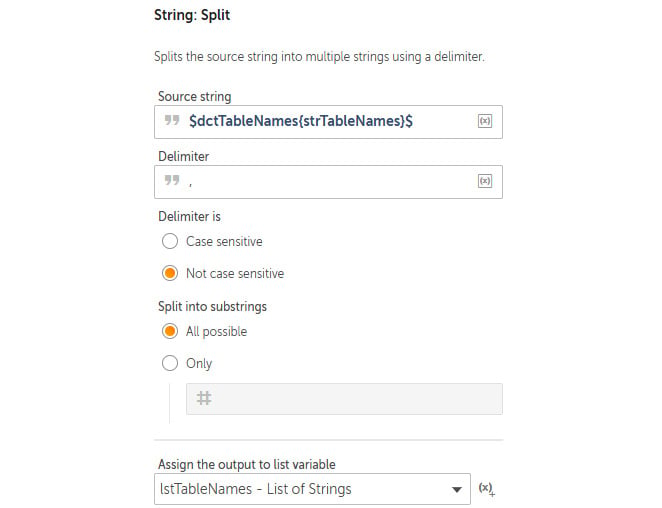 String: Split
Splits the source string into multiple strings using a delimiter.
Source string
$dctTableNames{strTableNames}$
(x)
Delimiter
,
(x)
Delimiter is
Case sensitive
Not case sensitive
Split into substrings
All possible
Only
#
Assign the output to list variable
lstTableNames - List of Strings
(x)+